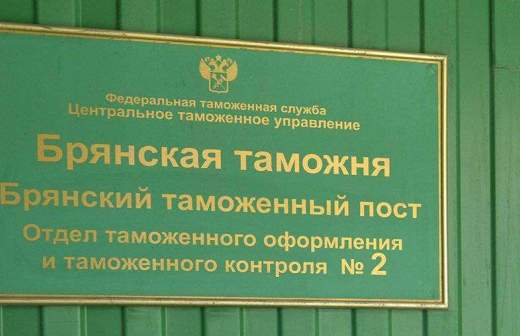 Федеральная таможенная служба
Центральное таможенное управление
Брянская таможня
Брянский таможенный пост
Отдел таможенного оформления
и таможенного контроля № 2